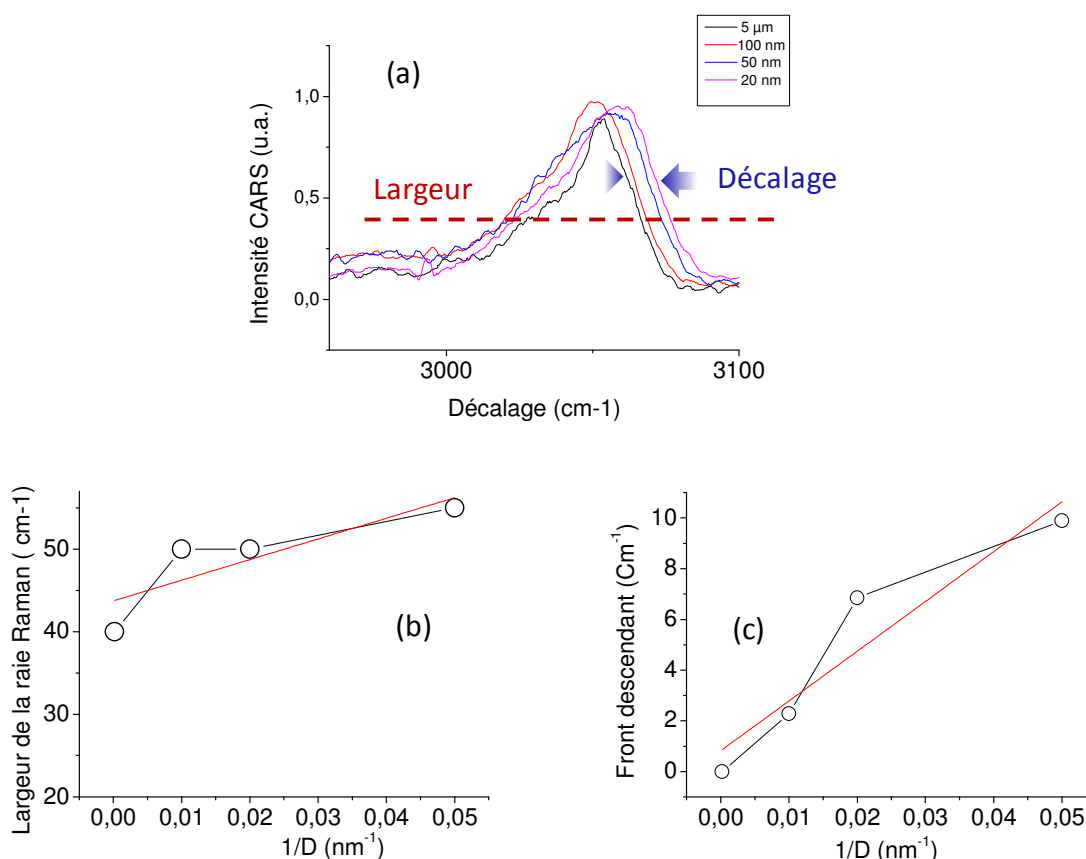 5 µm
100 nm
50 nm
20 nm
(a)
Intensité CARS (u.a.)
1,0
0,5
0,0
Largeur
Décalage
3000
3100
Décalage (cm-1)
Largeur de la raie Raman ( cm-1)
50
40
30
20
(b)
0,00 0,01 0,02 0,03 0,04 0,05
1/D (nm⁻¹)
Front descendant (Cm⁻¹)
10
8
6
4
2
0
(c)
0,00 0,01 0,02 0,03 0,04 0,05
1/D (nm⁻¹)